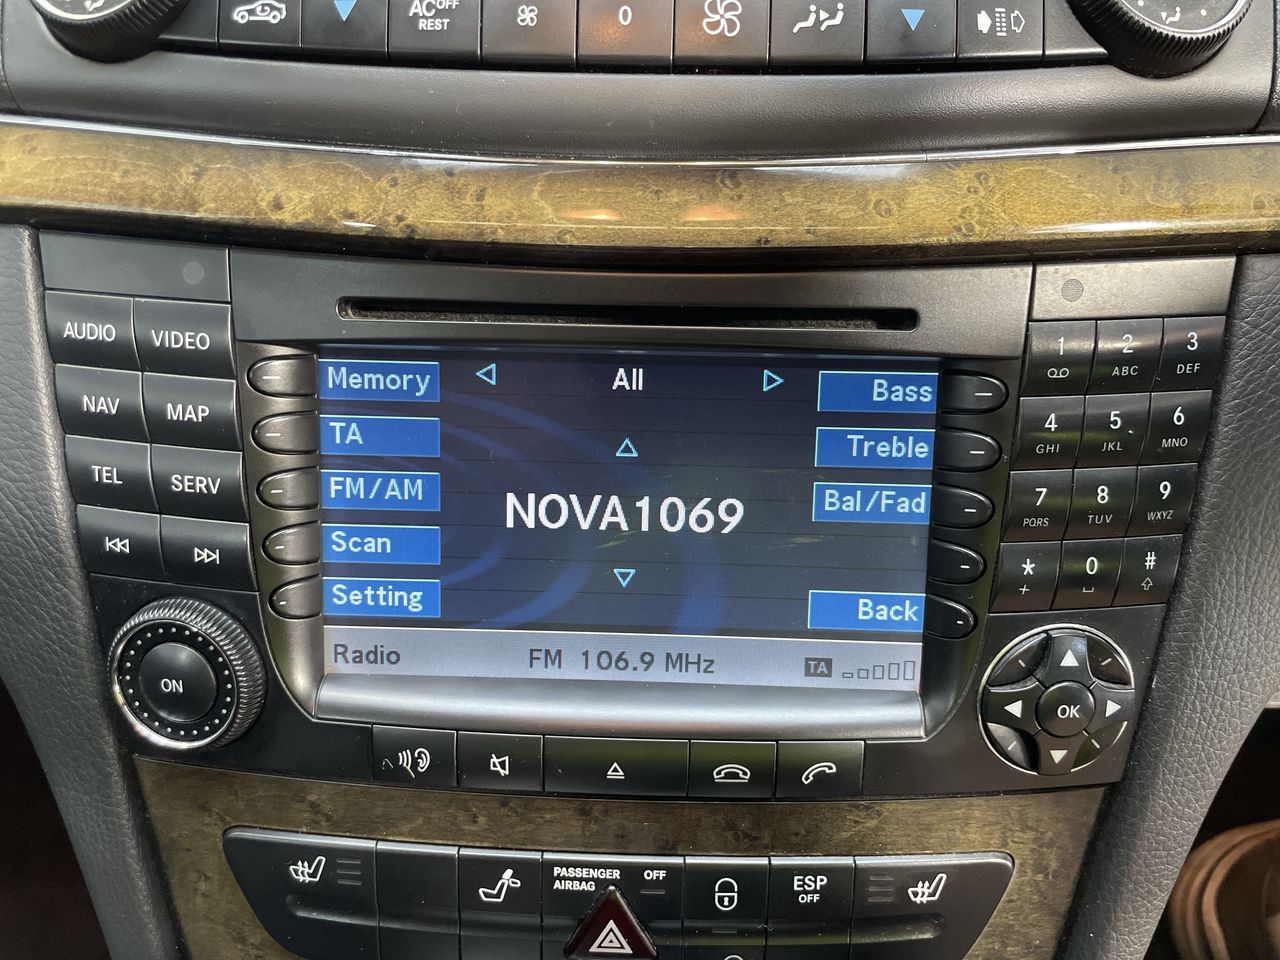 AC OFF
REST
0
AUDIO
VIDEO
NAV
MAP
TEL
SERV
ON
Memory
TA
FM/AM
Scan
Setting
All
NOVA1069
Bass
Treble
Bal/Fad
Back
Radio
FM 106.9 MHz
TA
1
2
ABC
3
DEF
4
GHI
5
JKL
6
MNO
7
PQRS
8
TUV
9
WXYZ
*
+
0
#
OK
PASSENGER
AIRBAG
OFF
ESP
OFF